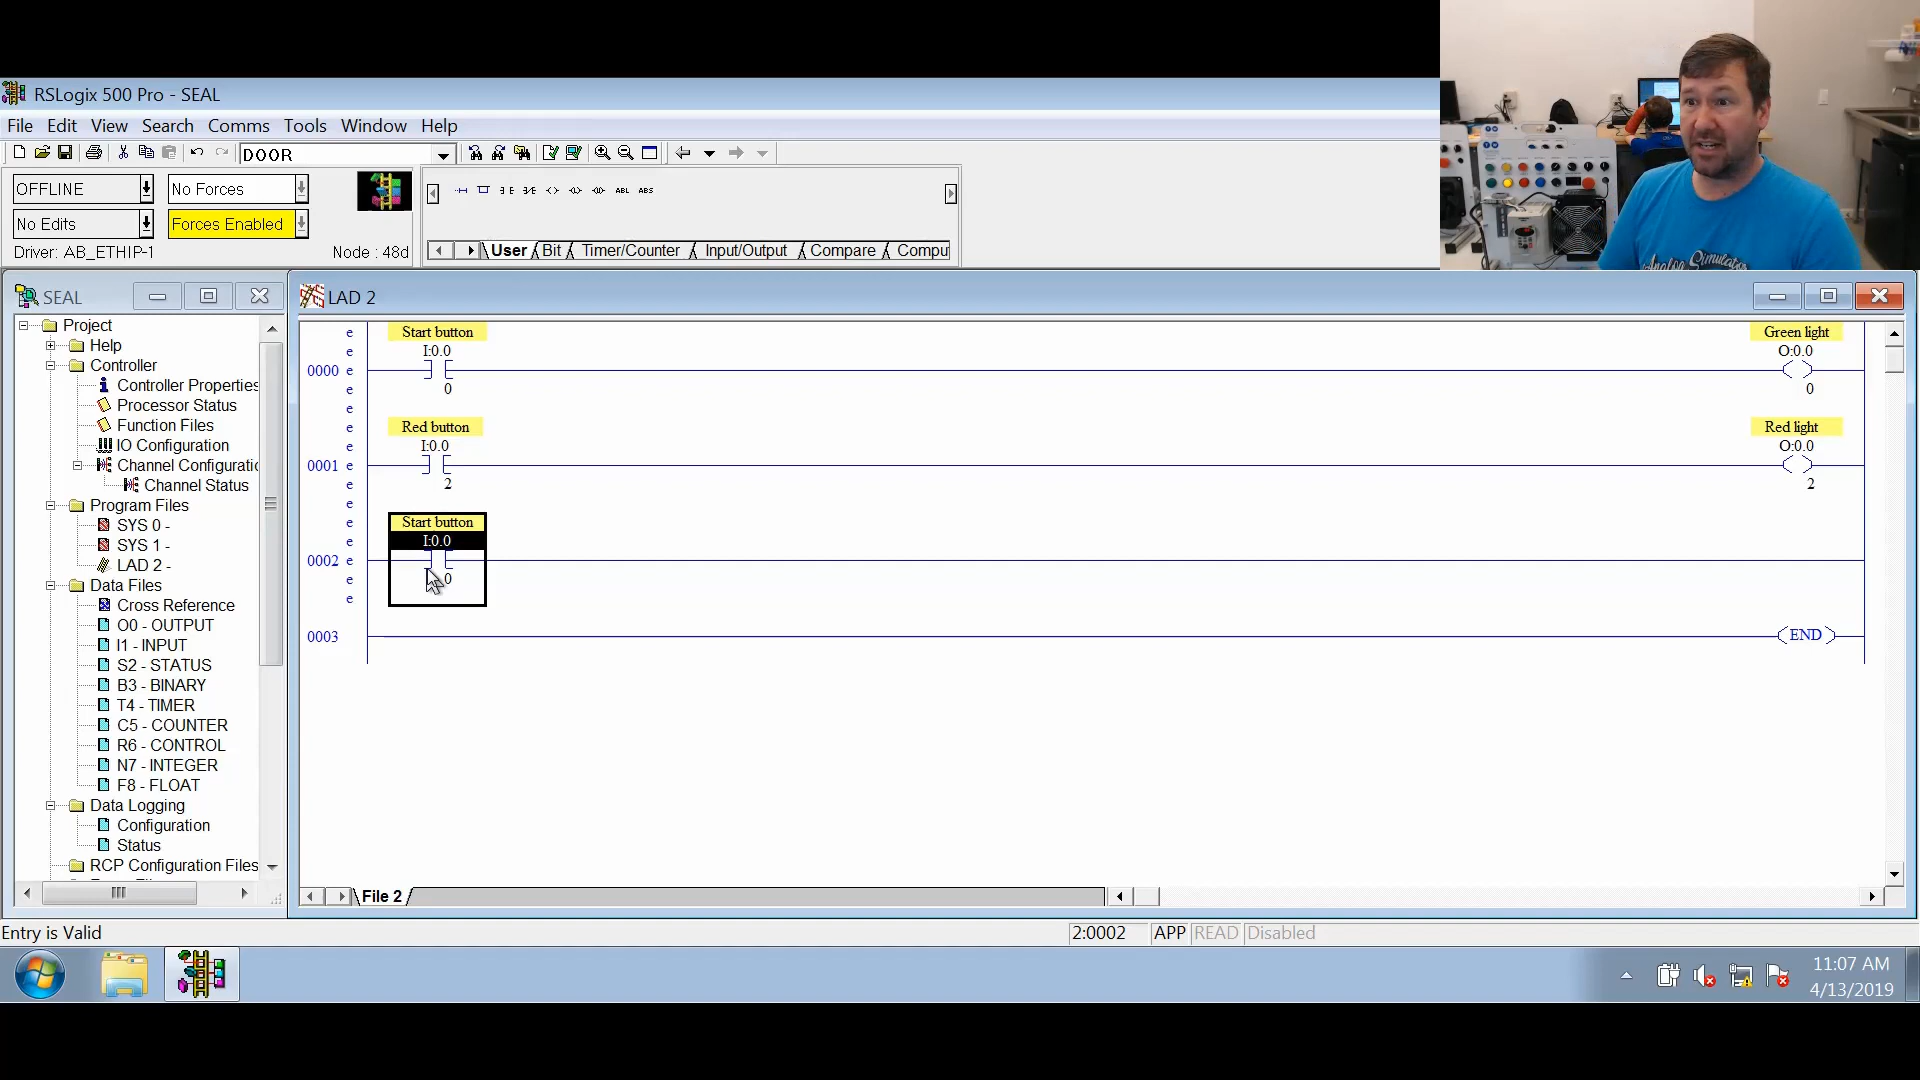 RSLogix 500 Pro - SEAL
File Edit View Search Comms Tools Window Help
DOOR
OFFLINE
No Forces
No Edits
Forces Enabled
Driver: AB_ETHIP-1
Node : 48d
ABL ABS
User Bit Timer/Counter Input/Output Compare Compu
SEAL
Project
Help
Controller
Controller Properties
Processor Status
Function Files
IO Configuration
Channel Configuratio
Channel Status
Program Files
SYS 0 -
SYS 1 -
LAD 2 -
Data Files
Cross Reference
O0 - OUTPUT
I1 - INPUT
S2 - STATUS
B3 - BINARY
T4 - TIMER
C5 - COUNTER
R6 - CONTROL
N7 - INTEGER
F8 - FLOAT
Data Logging
Configuration
Status
RCP Configuration Files
LAD 2
e Start button Green light
e I:0.0 O:0.0
0000 e
e 0 0
e
e Red button Red light
e I:0.0 O:0.0
0001 e
e 2 2
e
e Start button
e I:0.0
0002 e
e 0
e
0003 END
File 2
Entry is Valid
2:0002 APP READ Disabled
11:07 AM
4/13/2019
Analog Simulator